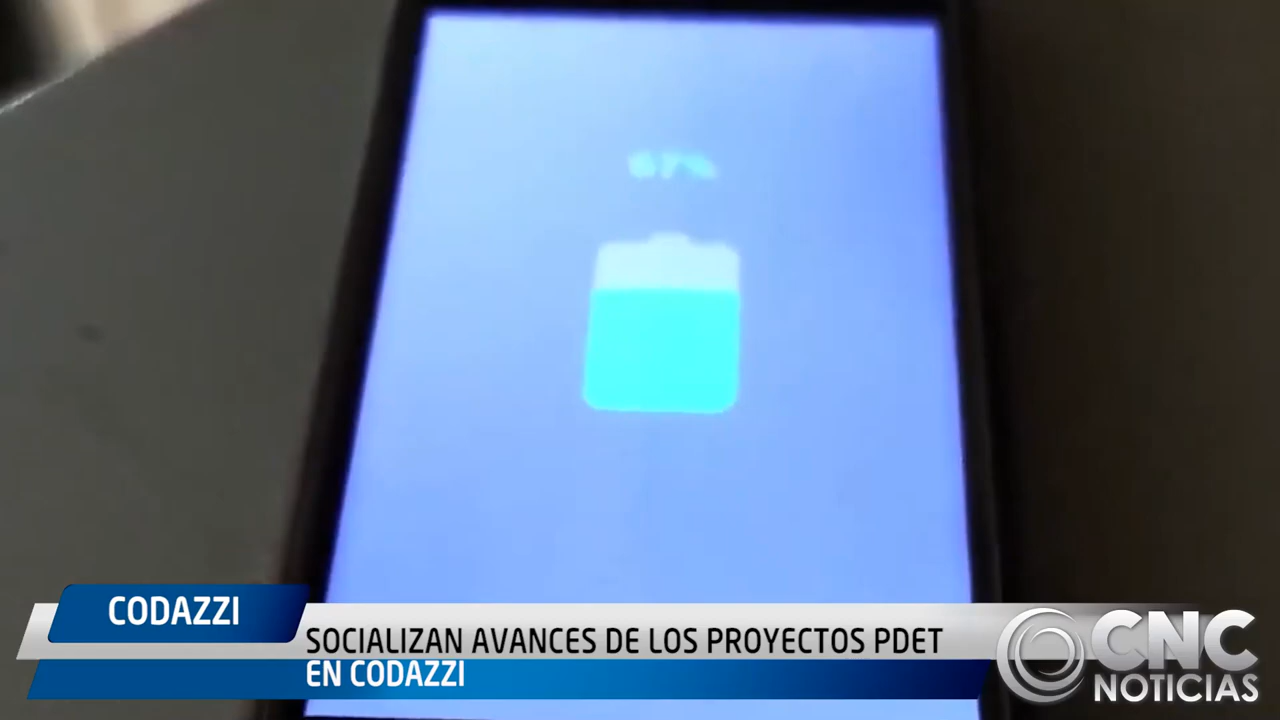 CODAZZI
SOCIALIZAN AVANCES DE LOS PROYECTOS PDET
EN CODAZZI
CNC
NOTICIAS